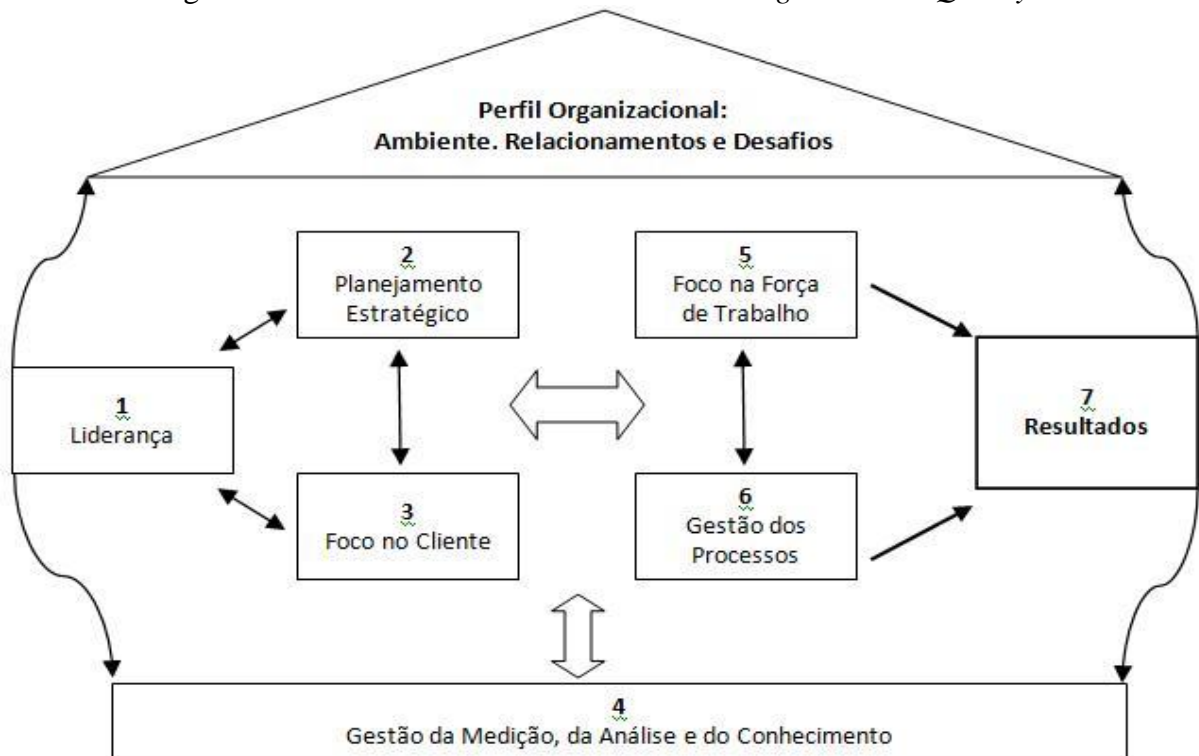 Perfil Organizacional:
Ambiente. Relacionamentos e Desafios
2
Planejamento
Estratégico
5
Foco na Força
de Trabalho
1
Liderança
7
Resultados
3
Foco no Cliente
6
Gestão dos
Processos
4
Gestão da Medição, da Análise e do Conhecimento